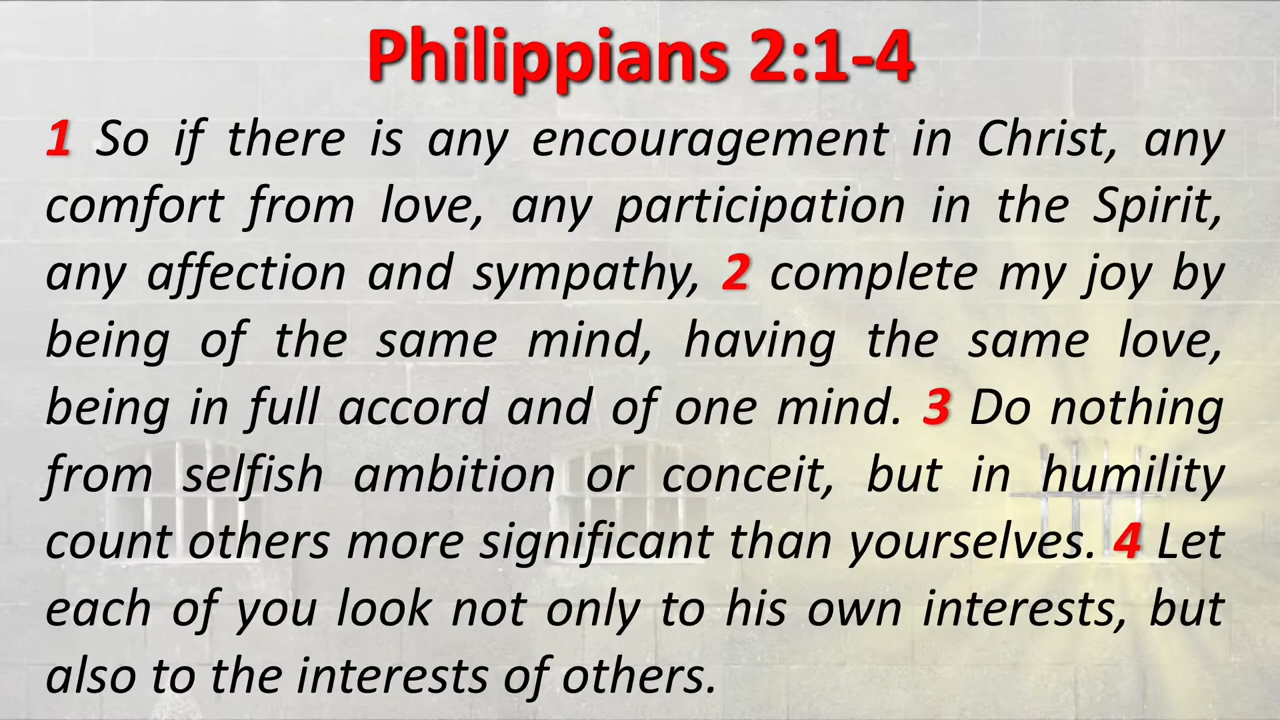 Philippians 2:1-4
1 So if there is any encouragement in Christ, any
comfort from love, any participation in the Spirit,
any affection and sympathy, 2 complete my joy by
being of the same mind, having the same love,
being in full accord and of one mind. 3 Do nothing
from selfish ambition or conceit, but in humility
count others more significant than yourselves. 4 Let
each of you look not only to his own interests, but
also to the interests of others.